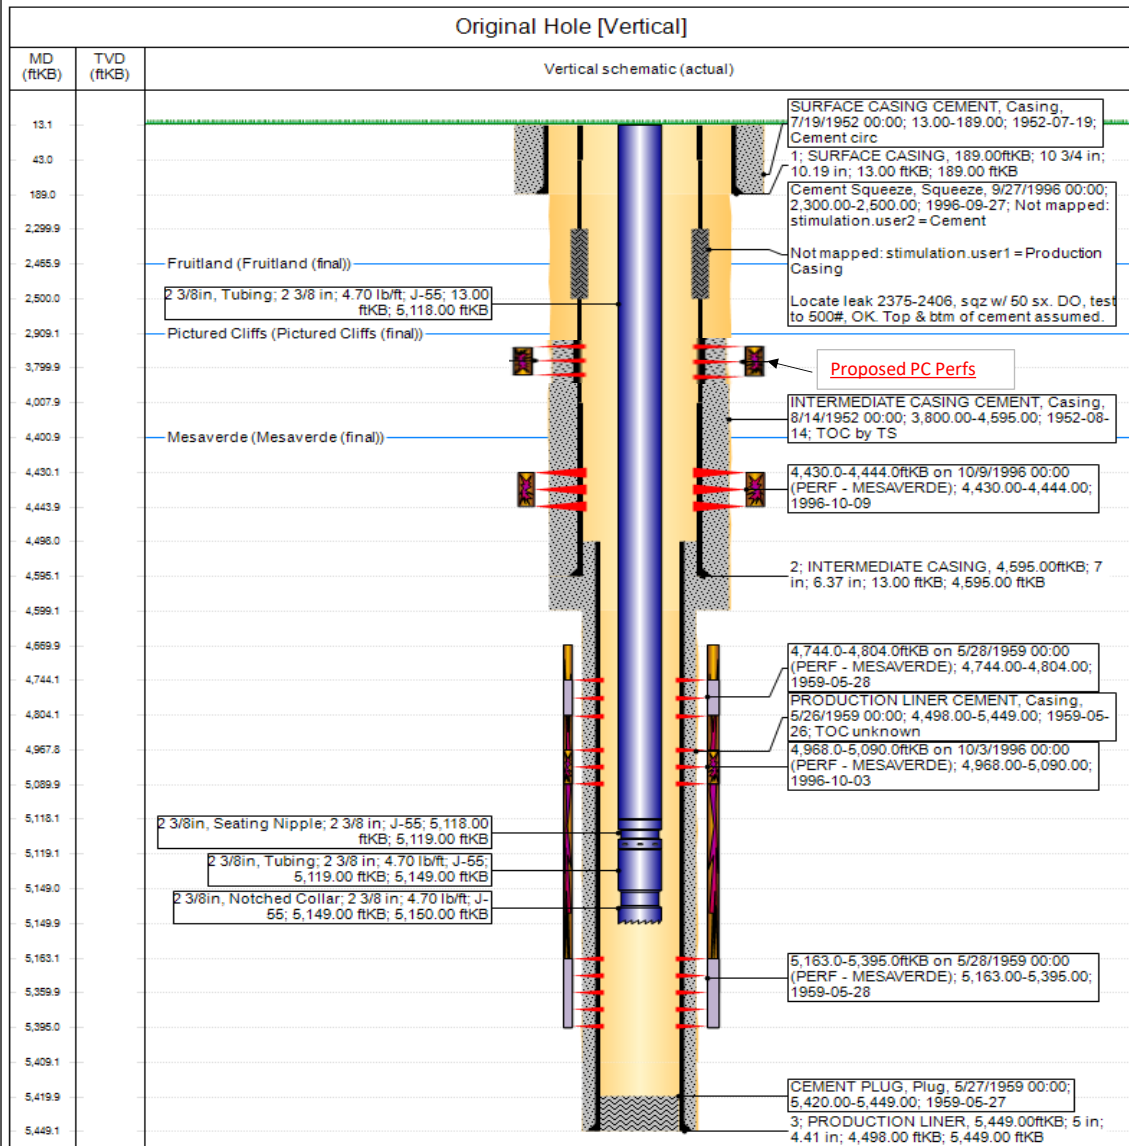 Original Hole [Vertical]
MD
(ftKB)
TVD
(ftKB)
Vertical schematic (actual)
13.1
43.0
189.0
2,299.9
2,465.9
2,500.0
2,909.1
3,799.9
4,007.9
4,400.9
4,430.1
4,443.9
4,498.0
4,595.1
4,599.1
4,669.9
4,744.1
4,804.1
4,967.8
5,089.9
5,118.1
5,119.1
5,149.0
5,149.9
5,163.1
5,359.9
5,395.0
5,409.1
5,419.9
5,449.1
Fruitland (Fruitland (final))
2 3/8in, Tubing; 2 3/8 in; 4.70 lb/ft; J-55; 13.00
ftKB; 5,118.00 ftKB
Pictured Cliffs (Pictured Cliffs (final))
Mesaverde (Mesaverde (final))
2 3/8in, Seating Nipple; 2 3/8 in; J-55; 5,118.00
ftKB; 5,119.00 ftKB
2 3/8in, Tubing; 2 3/8 in; 4.70 lb/ft; J-55;
5,119.00 ftKB; 5,149.00 ftKB
2 3/8in, Notched Collar; 2 3/8 in; 4.70 lb/ft; J-
55; 5,149.00 ftKB; 5,150.00 ftKB
SURFACE CASING CEMENT, Casing,
7/19/1952 00:00; 13.00-189.00; 1952-07-19;
Cement circ
1; SURFACE CASING, 189.00ftKB; 10 3/4 in;
10.19 in; 13.00 ftKB; 189.00 ftKB
Cement Squeeze, Squeeze, 9/27/1996 00:00;
2,300.00-2,500.00; 1996-09-27; Not mapped:
stimulation.user2 = Cement
Not mapped: stimulation.user1 = Production
Casing
Locate leak 2375-2406, sqz w/ 50 sx. DO, test
to 500#, OK. Top & btm of cement assumed.
Proposed PC Perfs
INTERMEDIATE CASING CEMENT, Casing,
8/14/1952 00:00; 3,800.00-4,595.00; 1952-08-
14; TOC by TS
4,430.0-4,444.0ftKB on 10/9/1996 00:00
(PERF - MESAVERDE); 4,430.00-4,444.00;
1996-10-09
2; INTERMEDIATE CASING, 4,595.00ftKB; 7
in; 6.37 in; 13.00 ftKB; 4,595.00 ftKB
4,744.0-4,804.0ftKB on 5/28/1959 00:00
(PERF - MESAVERDE); 4,744.00-4,804.00;
1959-05-28
PRODUCTION LINER CEMENT, Casing,
5/26/1959 00:00; 4,498.00-5,449.00; 1959-05-
26; TOC unknown
4,968.0-5,090.0ftKB on 10/3/1996 00:00
(PERF - MESAVERDE); 4,968.00-5,090.00;
1996-10-03
5,163.0-5,395.0ftKB on 5/28/1959 00:00
(PERF - MESAVERDE); 5,163.00-5,395.00;
1959-05-28
CEMENT PLUG, Plug, 5/27/1959 00:00;
5,420.00-5,449.00; 1959-05-27
3; PRODUCTION LINER, 5,449.00ftKB; 5 in;
4.41 in; 4,498.00 ftKB; 5,449.00 ftKB